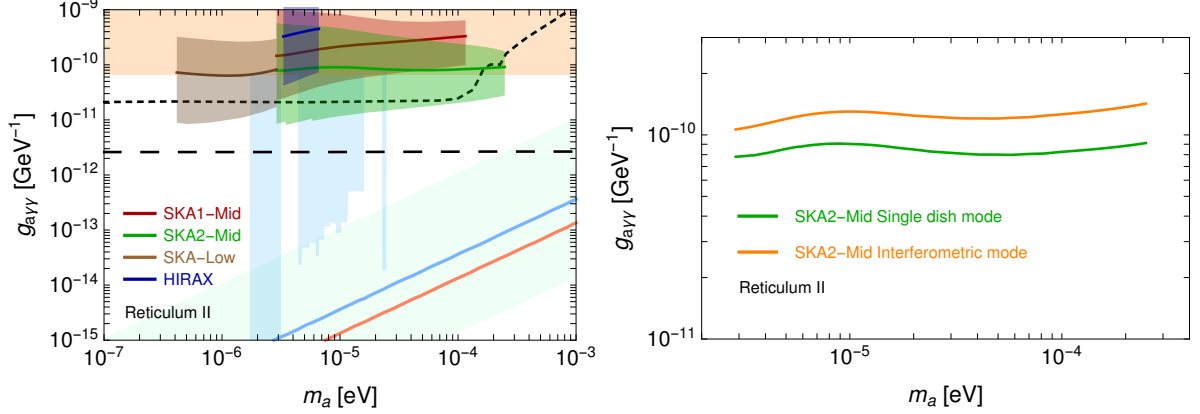 10⁻⁹
10⁻¹⁰
10⁻¹¹
10⁻¹²
10⁻¹³
10⁻¹⁴
10⁻¹⁵
g_aγγ [GeV⁻¹]
SKA1−Mid
SKA2−Mid
SKA−Low
HIRAX
Reticulum II
10⁻⁷ 10⁻⁶ 10⁻⁵ 10⁻⁴ 10⁻³
m_a [eV]
10⁻¹⁰
10⁻¹¹
g_aγγ [GeV⁻¹]
SKA2−Mid Single dish mode
SKA2−Mid Interferometric mode
Reticulum II
10⁻⁵ 10⁻⁴
m_a [eV]